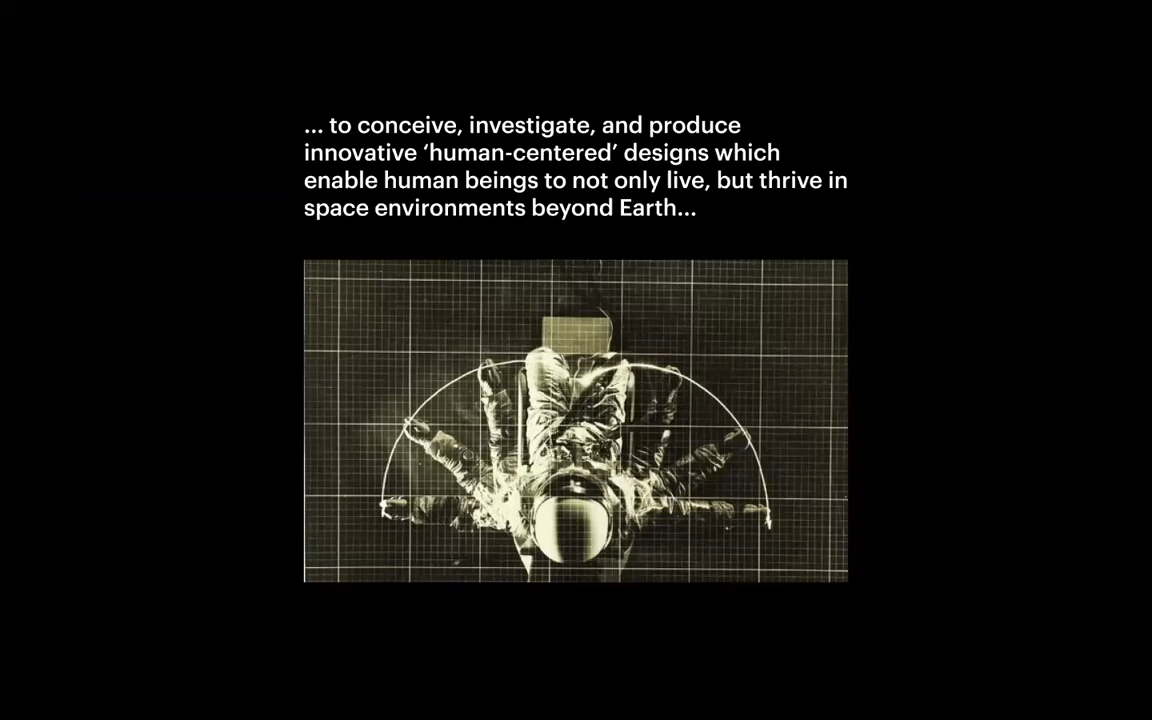 ... to conceive, investigate, and produce
innovative ‘human-centered’ designs which
enable human beings to not only live, but thrive in
space environments beyond Earth...